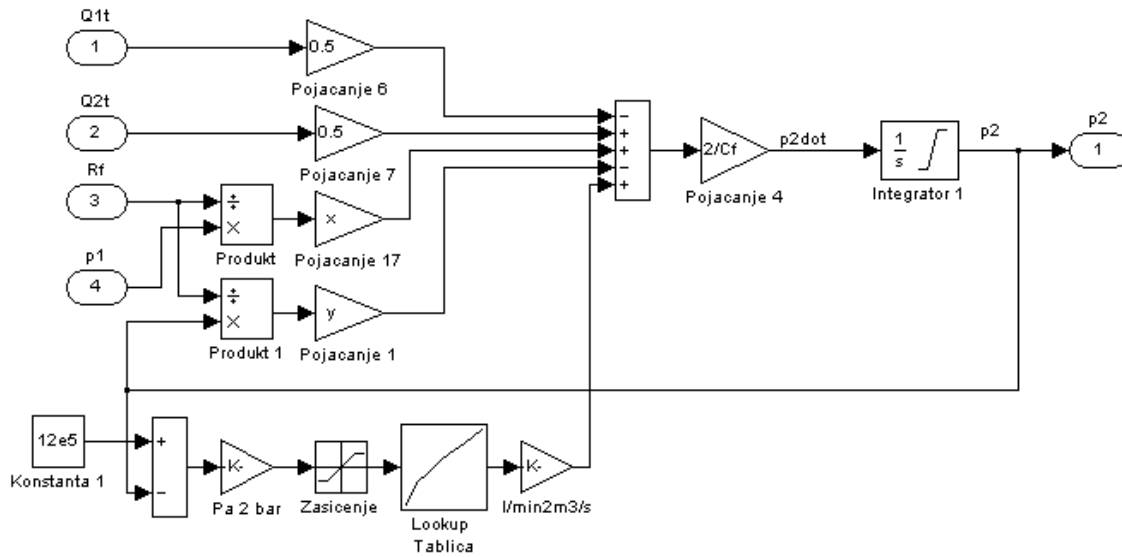 Q1t
1
0.5
Pojacanje 6
Q2t
2
0.5
Pojacanje 7
Rf
3
÷
×
Produkt
x
Pojacanje 17
p1
4
÷
×
Produkt 1
y
Pojacanje 1
−
+
+
−
+
2/Cf
Pojacanje 4
p2dot
1
s
Integrator 1
p2
p2
1
12e5
Konstanta 1
+
−
K-
Pa 2 bar
Zasicenje
Lookup
Tablica
K-
l/min2m3/s